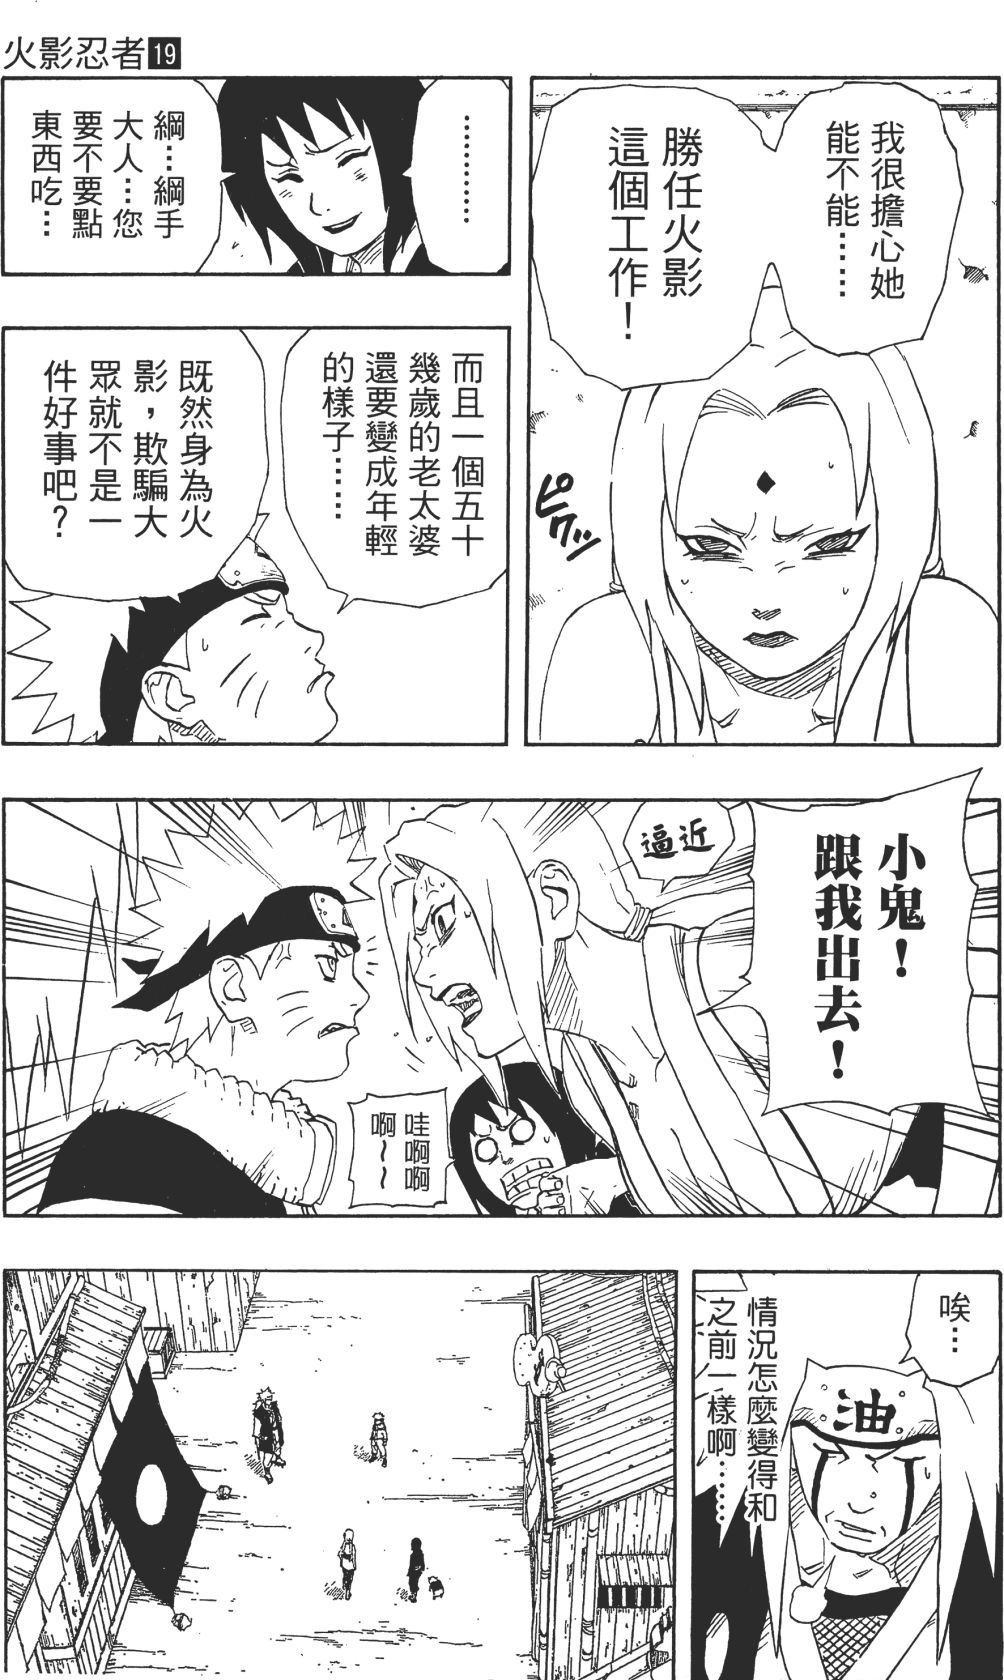 火影忍者19
我很擔心她
能不能……
勝任火影
這個工作！
ピクッ
………
綱…綱手
大人…您
要不要點
東西吃…
而且一個五十
幾歲的老太婆
還要變成年輕
的樣子……
既然身為火
影，欺騙大
眾就不是一
件好事吧？
小鬼！
跟我出去！
逼近
哇啊啊
啊～～
唉…
油
情況怎麼變得和
之前一樣啊……